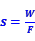 s = W/F